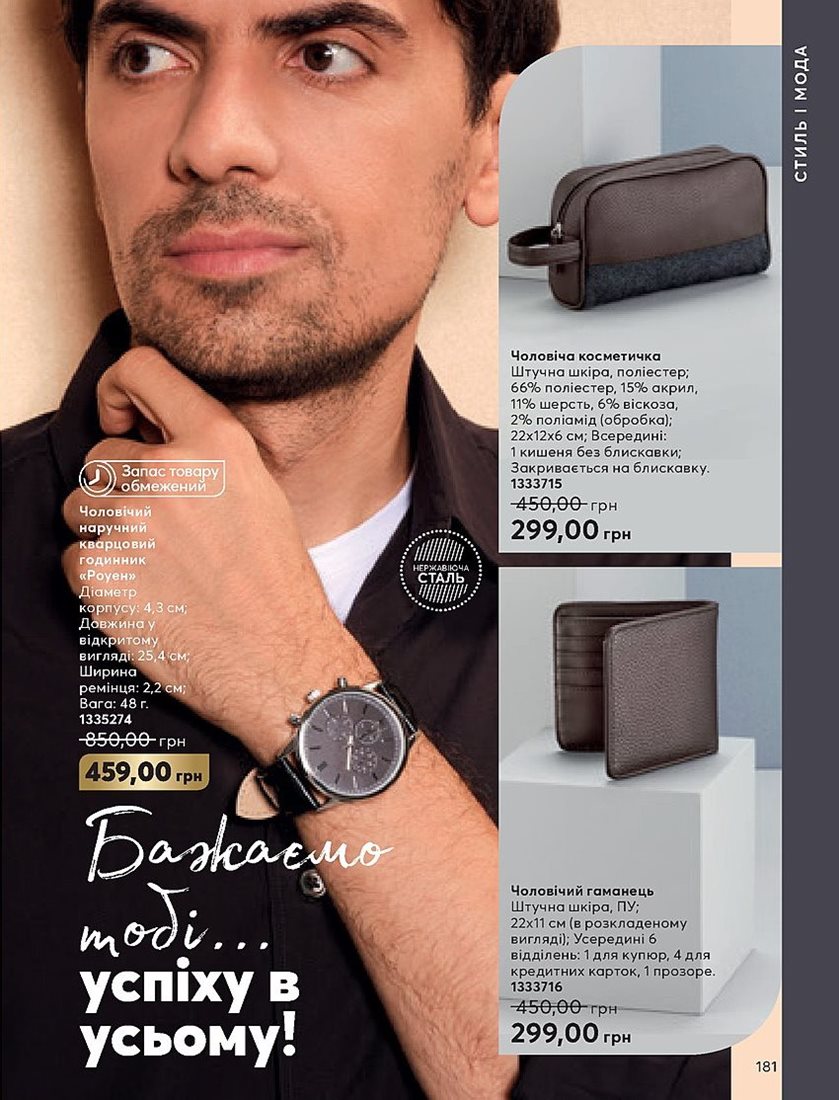 СТИЛЬ | МОДА
Чоловіча косметичка
Штучна шкіра, поліестер;
66% поліестер, 15% акрил,
11% шерсть, 6% віскоза,
2% поліамід (обробка);
22х12х6 см; Всередині:
1 кишеня без блискавки;
Закривається на блискавку.
1333715
450,00 грн
299,00 грн
Запас товару
обмежений
Чоловічий
наручний
кварцовий
годинник
«Роуен»
Діаметр
корпусу: 4,3 см;
Довжина у
відкритому
вигляді: 25,4 см;
Ширина
ремінця: 2,2 см;
Вага: 48 г.
1335274
850,00 грн
459,00 грн
НЕРЖАВІЮЧА
СТАЛЬ
Бажаємо
тобі...
успіху в
усьому!
Чоловічий гаманець
Штучна шкіра, ПУ;
22х11 см (в розкладеному
вигляді); Усередині 6
відділень: 1 для купюр, 4 для
кредитних карток, 1 прозоре.
1333716
450,00 грн
299,00 грн
181